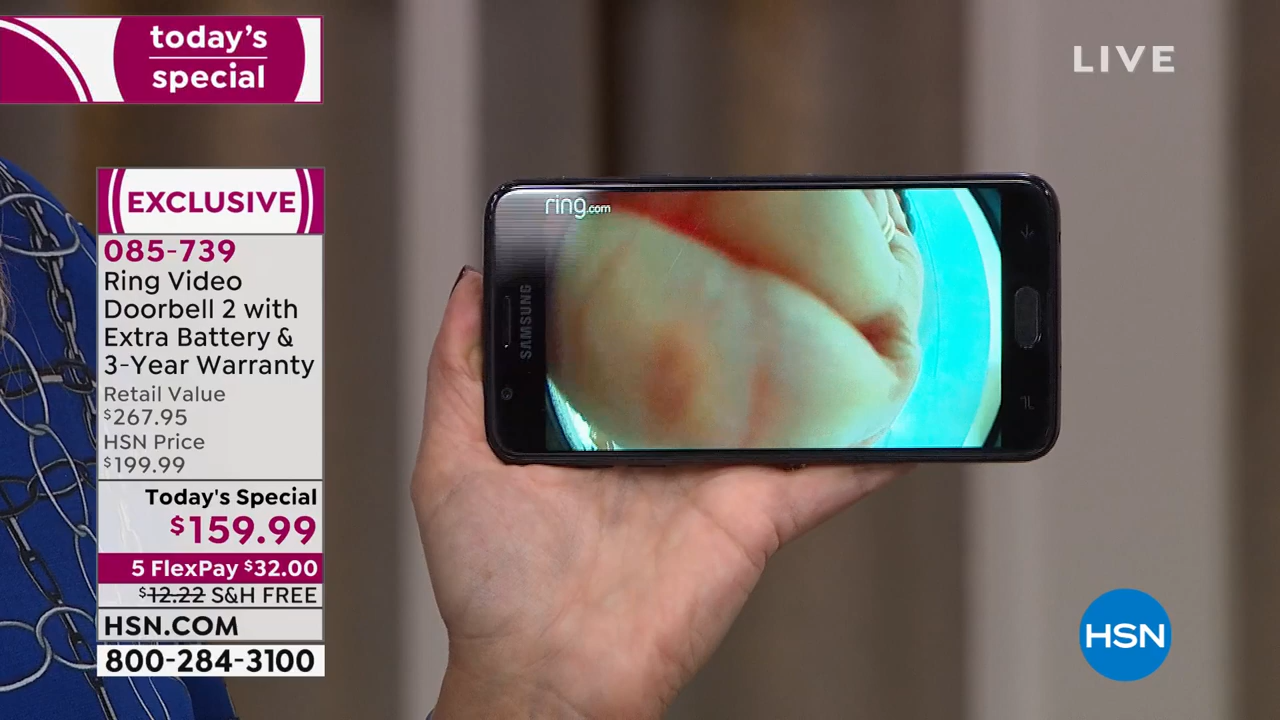 today's
special
LIVE
EXCLUSIVE
085-739
Ring Video
Doorbell 2 with
Extra Battery &
3-Year Warranty
Retail Value
$267.95
HSN Price
$199.99
Today's Special
$159.99
5 FlexPay $32.00
$12.22 S&H FREE
HSN.COM
800-284-3100
ring.com
SAMSUNG
HSN